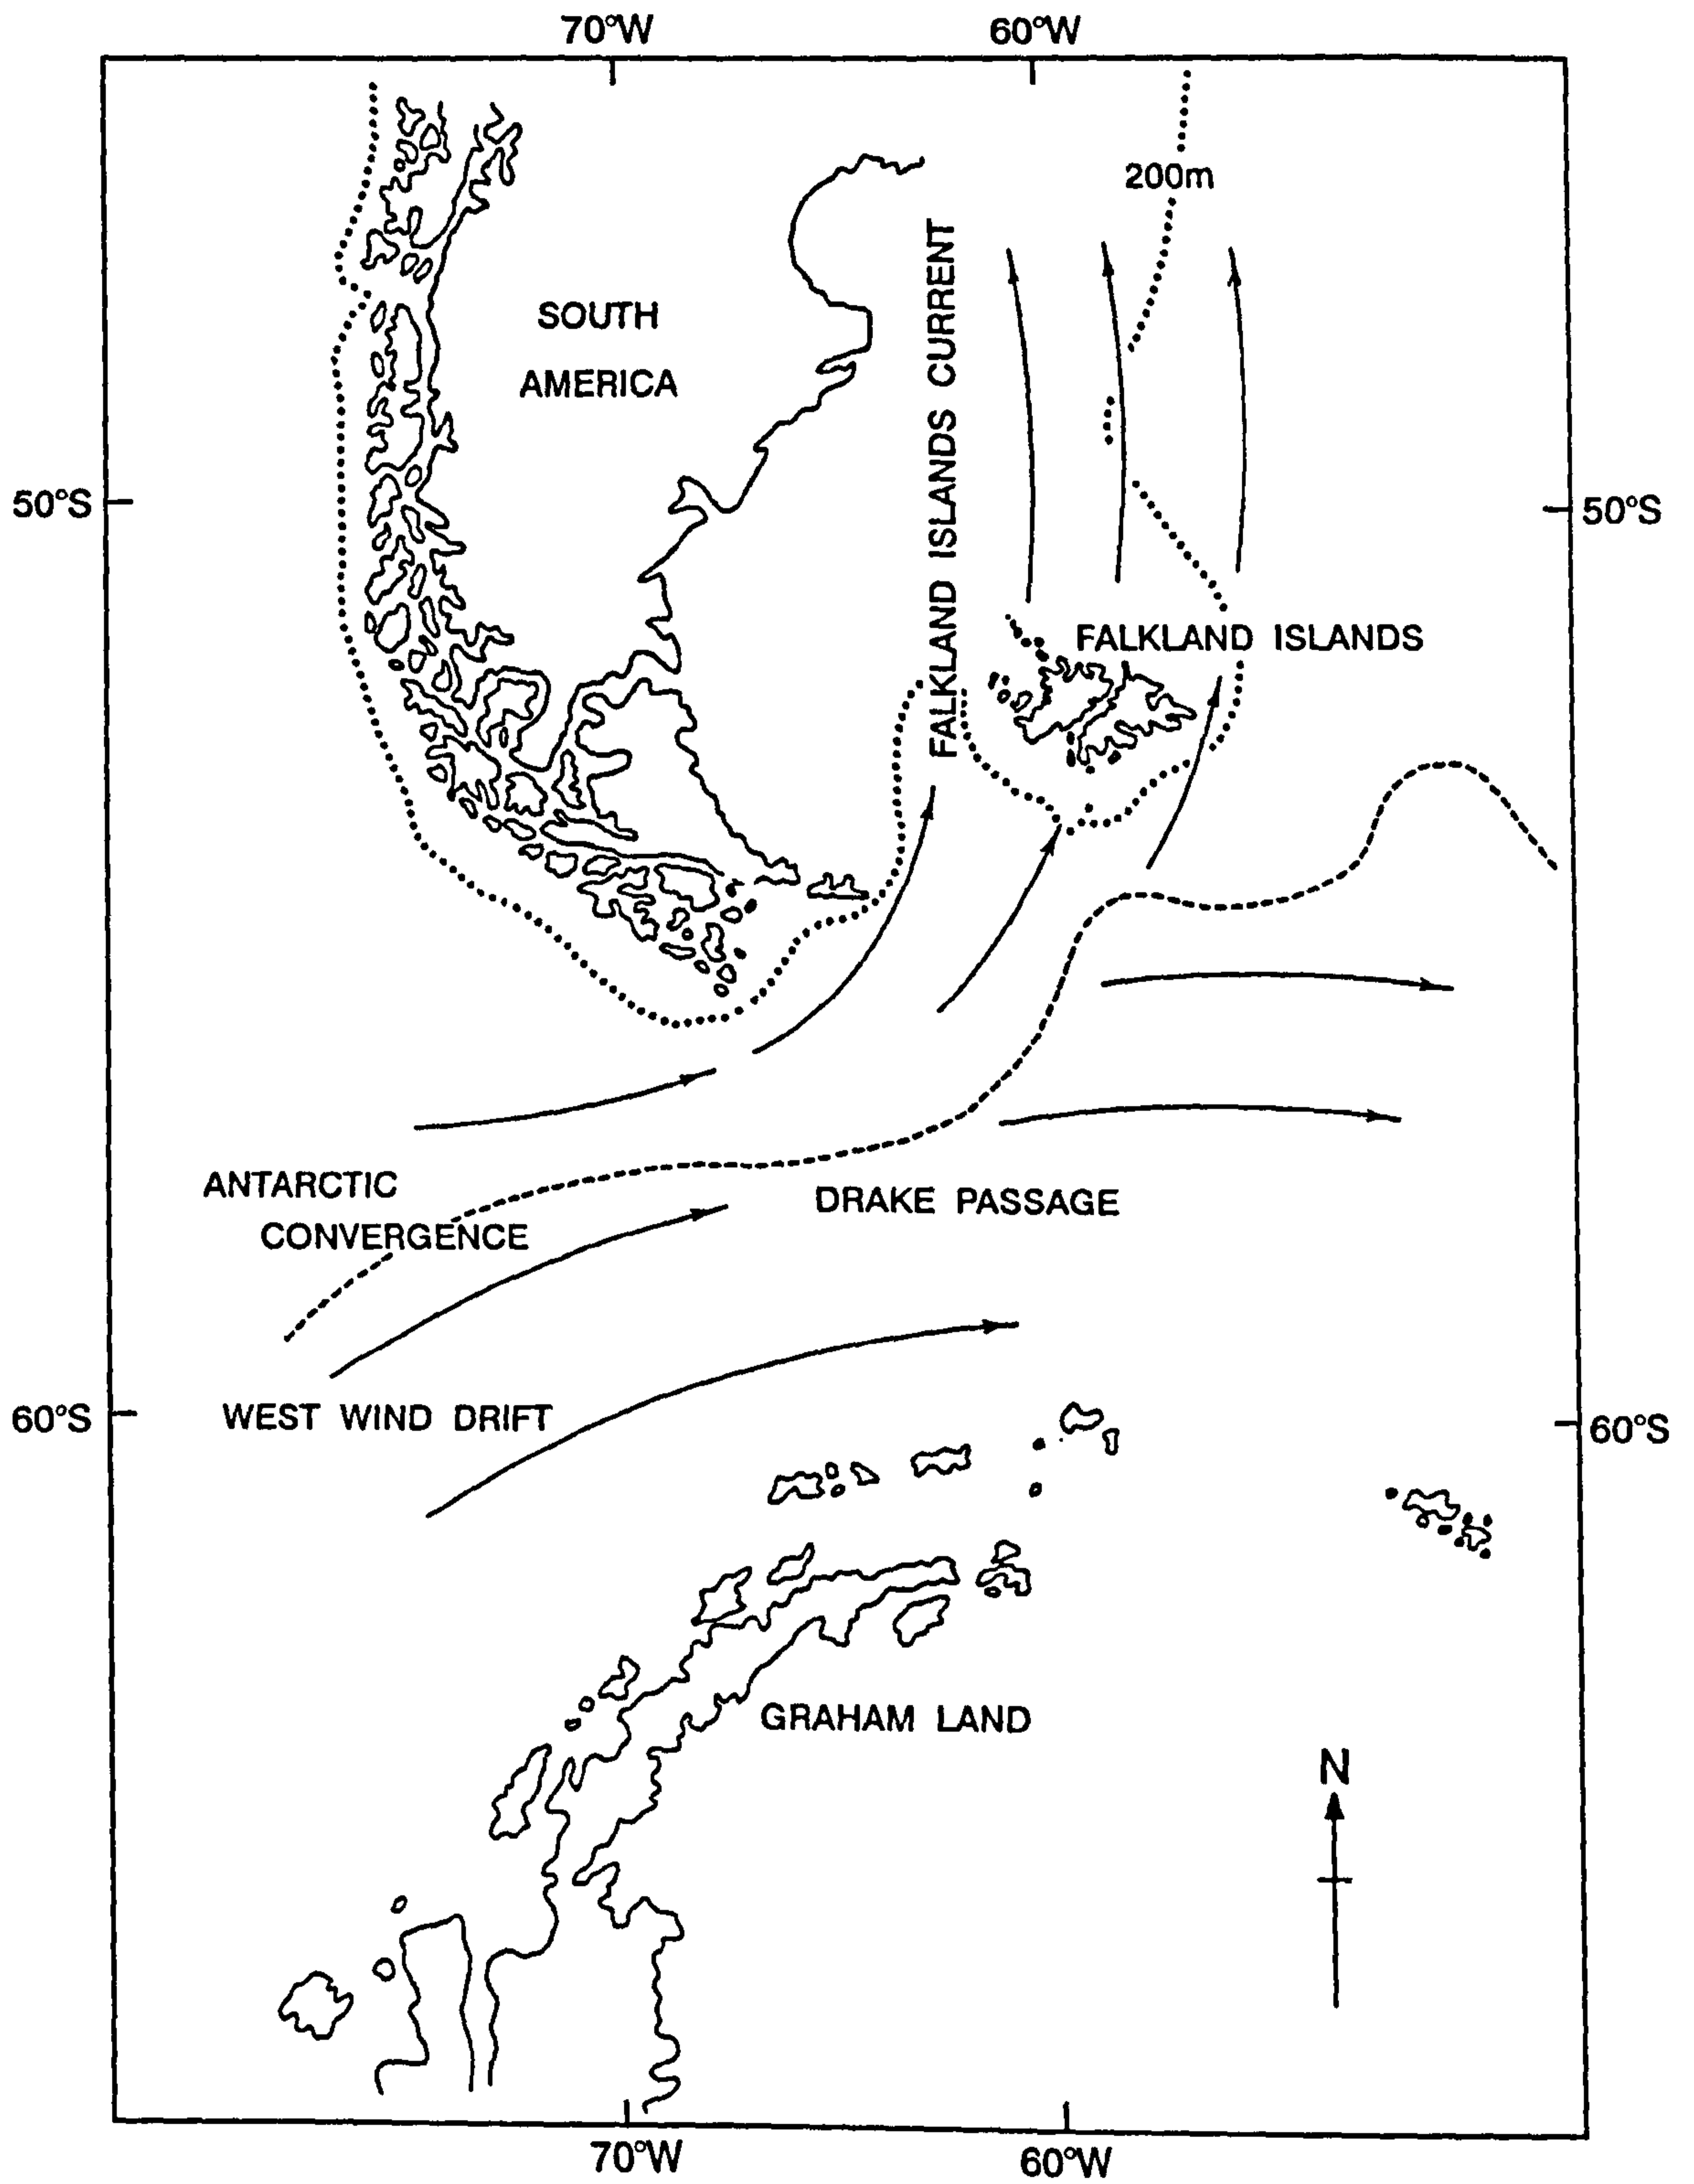 70°W
60°W
200m
SOUTH
AMERICA
FALKLAND ISLANDS CURRENT
50°S
50°S
FALKLAND ISLANDS
ANTARCTIC
CONVERGENCE
DRAKE PASSAGE
WEST WIND DRIFT
60°S
60°S
GRAHAM LAND
N
70°W
60°W